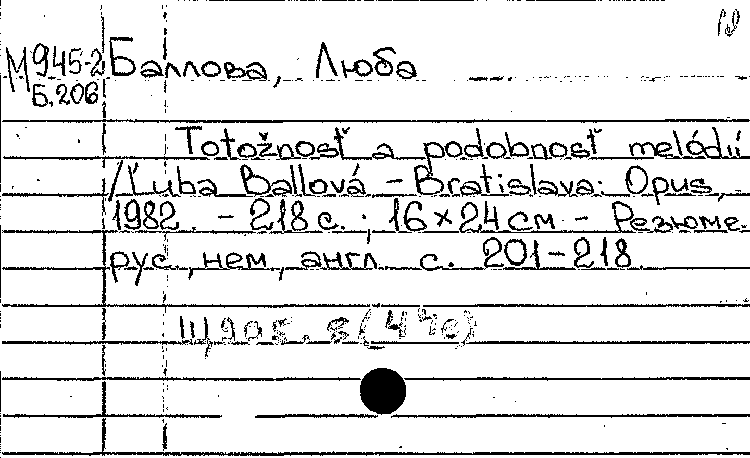 М945-2 Баллова, Люба
Б.206
Totožnosť a podobnosť melódií
/Ľuba Ballová – Bratislava: Opus,
1982. – 218 с.; 16×24 см – Резюме.
рус, нем, англ с. 201–218